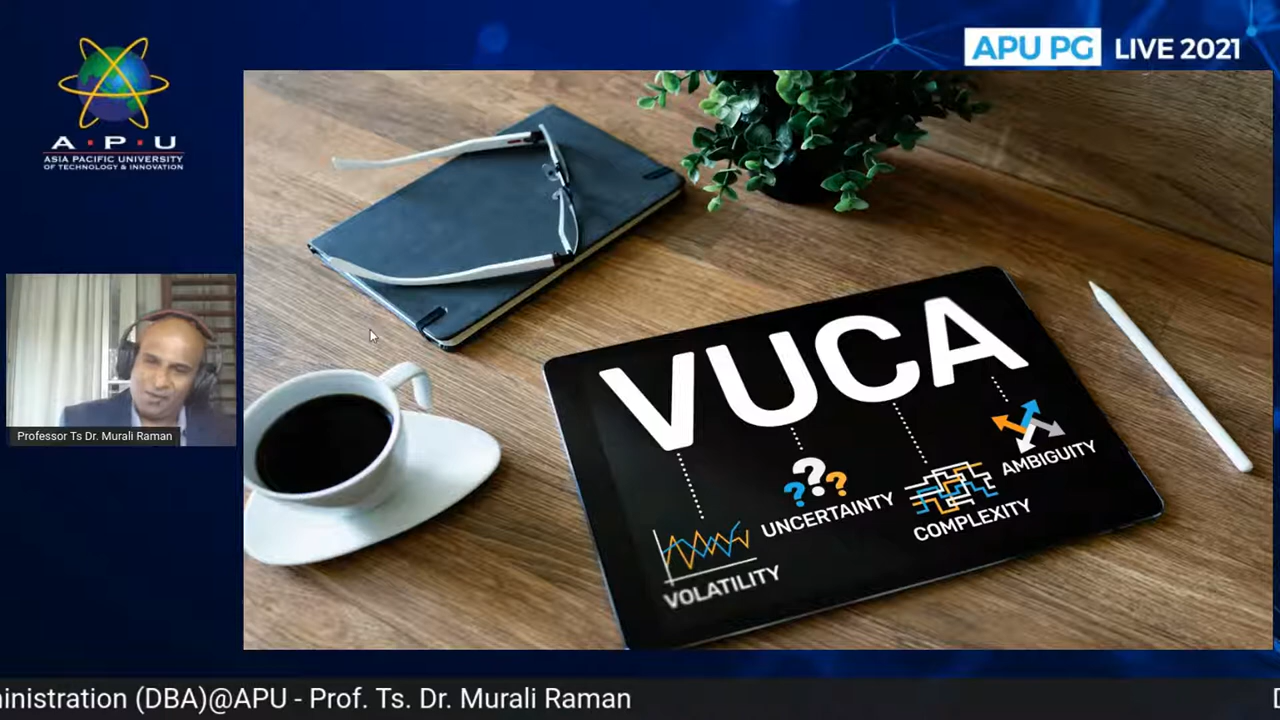 A·P·U
ASIA PACIFIC UNIVERSITY
OF TECHNOLOGY & INNOVATION
APU PG LIVE 2021
VUCA
VOLATILITY
UNCERTAINTY
COMPLEXITY
AMBIGUITY
Professor Ts Dr. Murali Raman
(DBA)@APU - Prof. Ts. Dr. Murali Raman